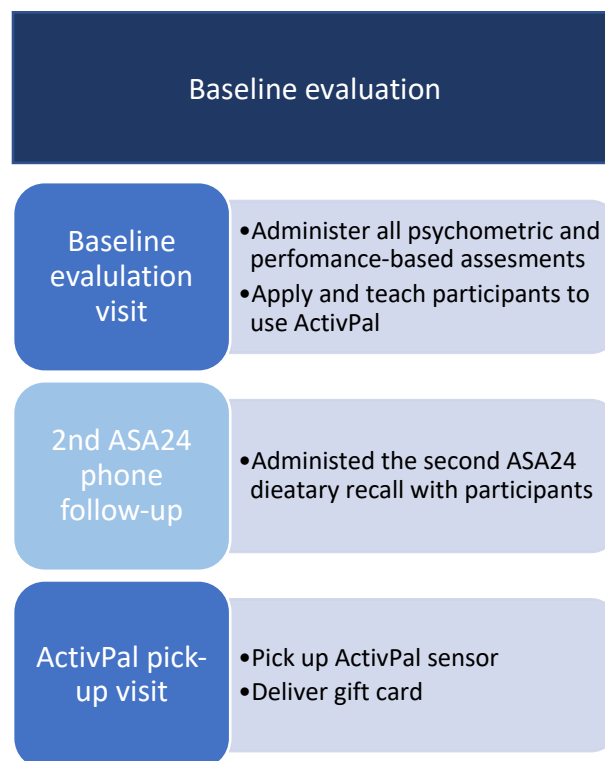 Baseline evaluation
Baseline
evalulation
visit
•Administer all psychometric and
perfomance-based assesments
•Apply and teach participants to
use ActivPal
2nd ASA24
phone
follow-up
•Administed the second ASA24
dieatary recall with participants
ActivPal pick-
up visit
•Pick up ActivPal sensor
•Deliver gift card